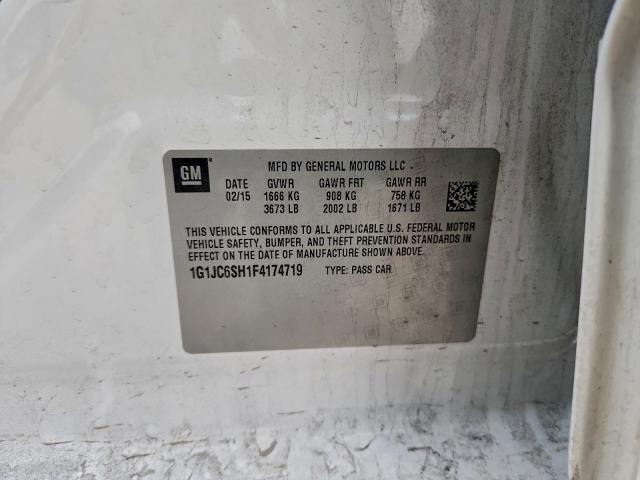 GM
MFD BY GENERAL MOTORS LLC
DATE GVWR GAWR FRT GAWR RR
02/15 1666 KG 908 KG 758 KG
3673 LB 2002 LB 1671 LB
THIS VEHICLE CONFORMS TO ALL APPLICABLE U.S. FEDERAL MOTOR
VEHICLE SAFETY, BUMPER, AND THEFT PREVENTION STANDARDS IN
EFFECT ON THE DATE OF MANUFACTURE SHOWN ABOVE.
1G1JC6SH1F4174719 TYPE: PASS CAR